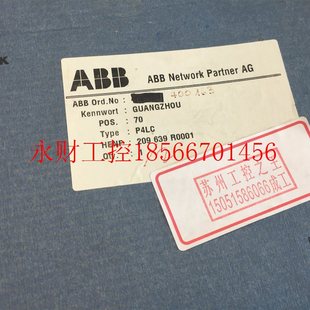 ABB
ABB Network Partner AG
ABB Ord.No :
Kennwort : GUANGZHOU
POS. : 70
Type : P4LC
HENP : 209 639 R0001
永财工控18566701456
苏州工控之王
15051586066成工